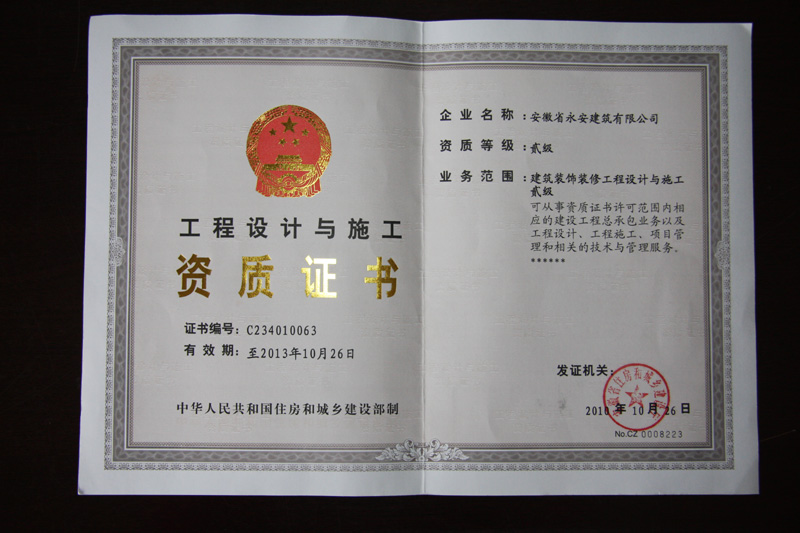 工程设计与施工
资质证书
证书编号：C234010063
有效期：至2013年10月26日
中华人民共和国住房和城乡建设部制
企业名称：安徽省永安建筑有限公司
资质等级：贰级
业务范围：建筑装饰装修工程设计与施工
贰级
可从事资质证书许可范围内相
应的建设工程总承包业务以及
工程设计、工程施工、项目管
理和相关的技术与管理服务。
******
发证机关：
2010年10月26日
No.CZ 0008223